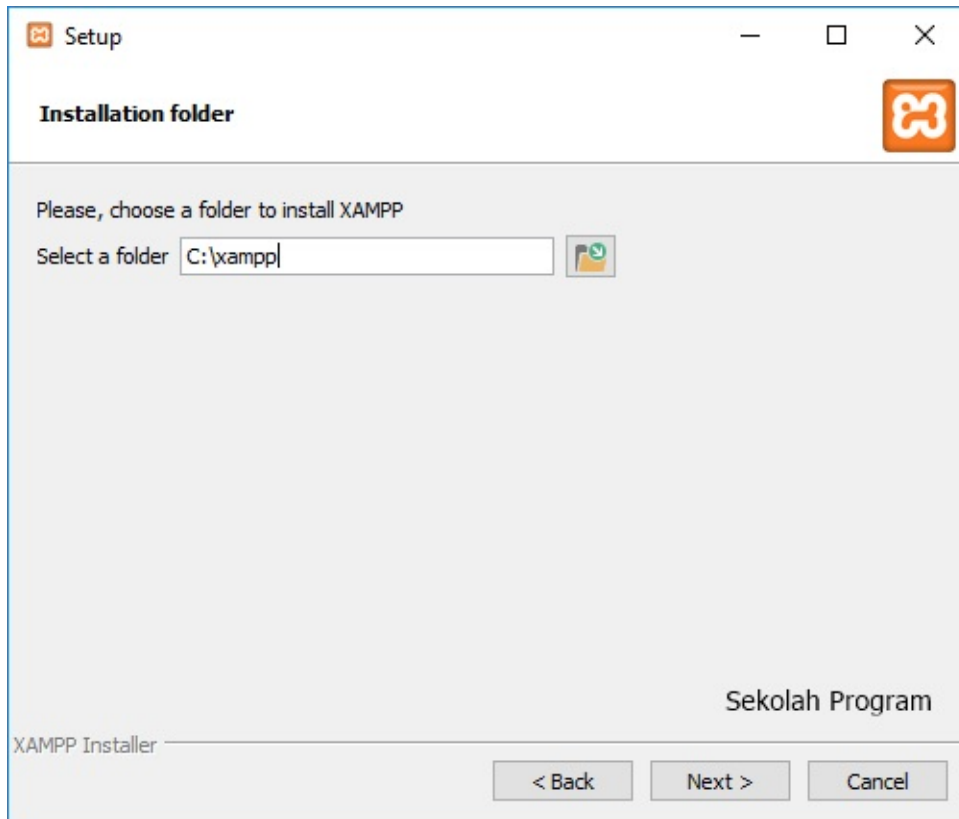 Setup
Installation folder
Please, choose a folder to install XAMPP
Select a folder C:\xampp
Sekolah Program
XAMPP Installer
< Back Next > Cancel